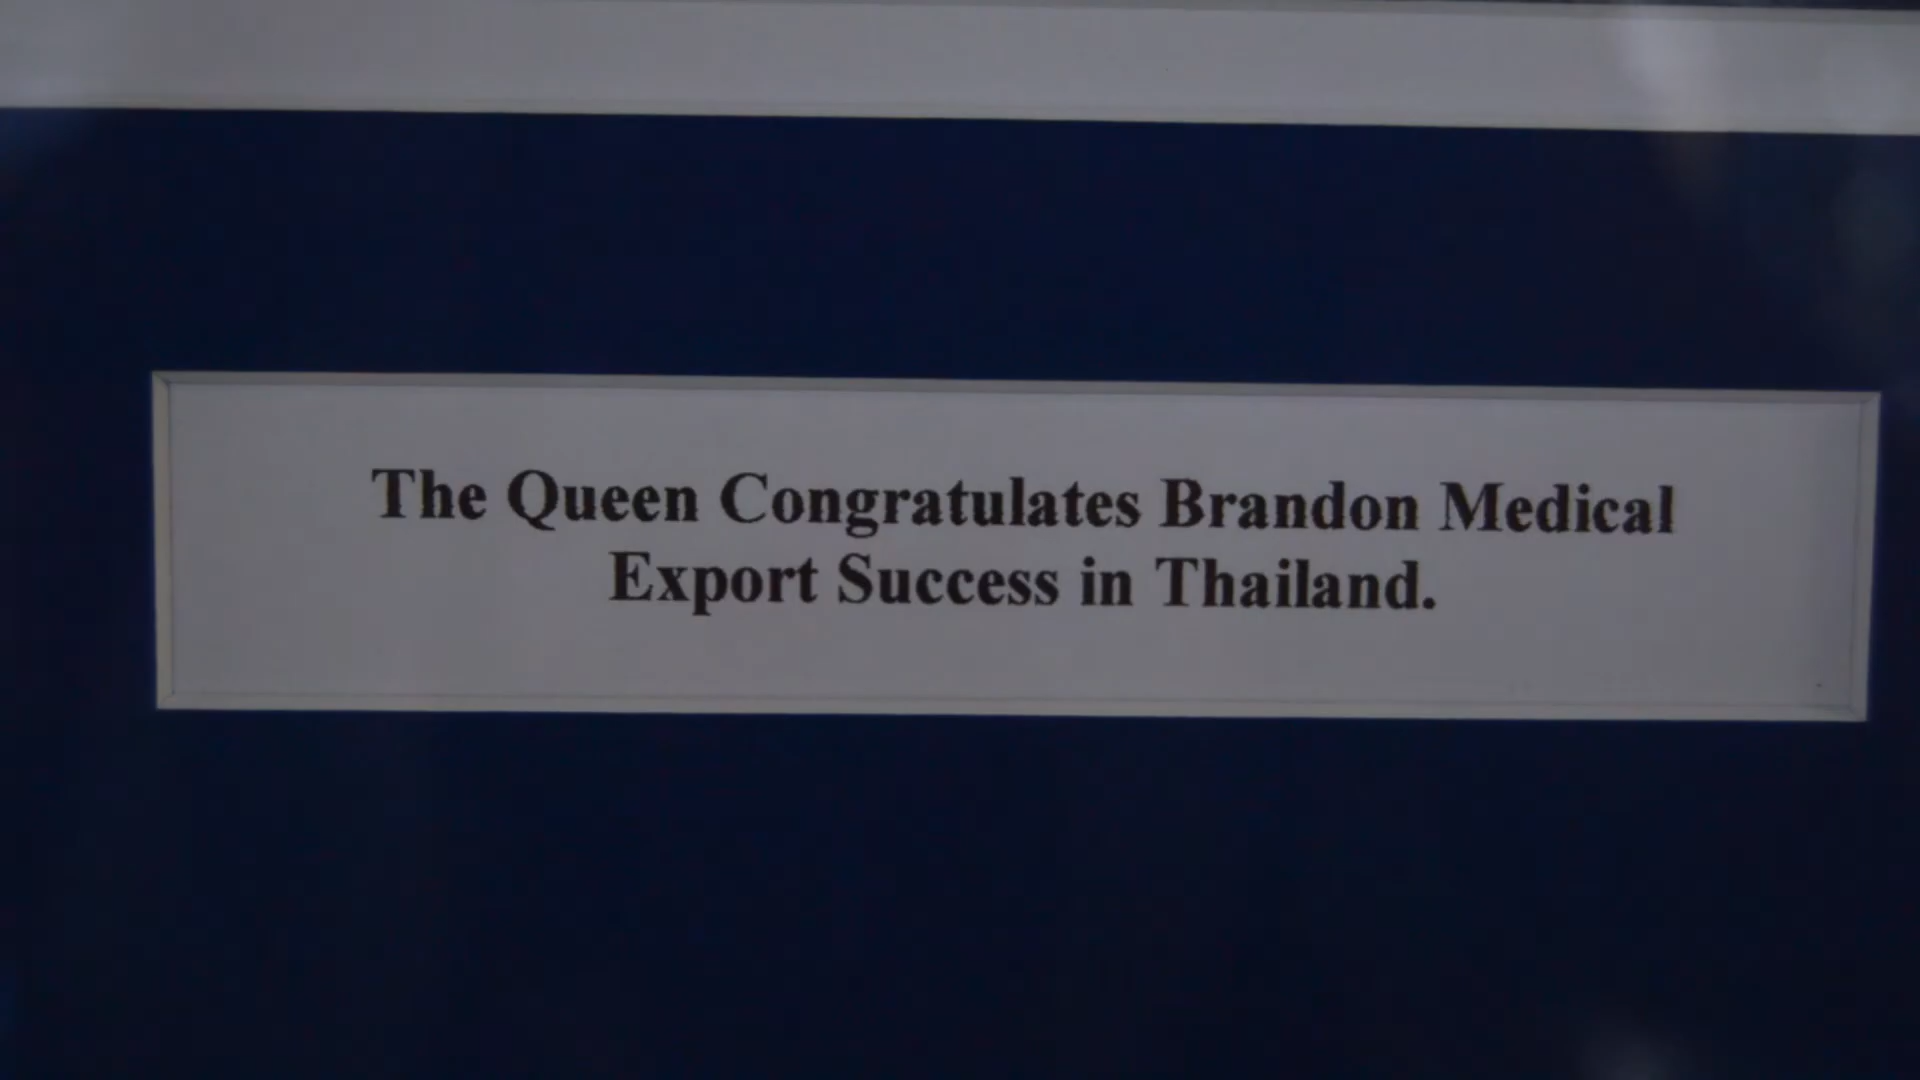 The Queen Congratulates Brandon Medical
Export Success in Thailand.